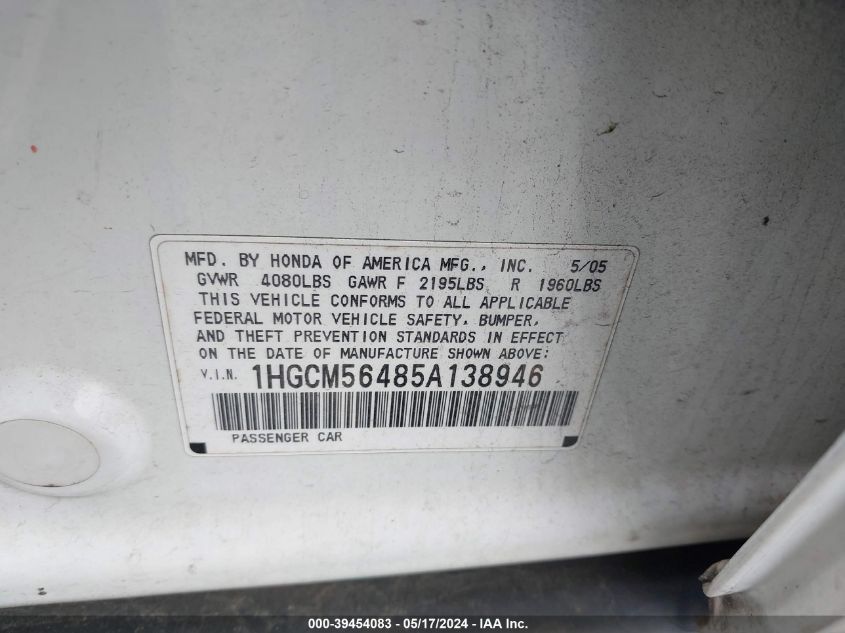 MFD. BY HONDA OF AMERICA MFG., INC. 5/05
GVWR 4080LBS GAWR F 2195LBS R 1960LBS
THIS VEHICLE CONFORMS TO ALL APPLICABLE
FEDERAL MOTOR VEHICLE SAFETY, BUMPER,
AND THEFT PREVENTION STANDARDS IN EFFECT
ON THE DATE OF MANUFACTURE SHOWN ABOVE:
V.I.N. 1HGCM56485A138946
PASSENGER CAR
000-39454083 - 05/17/2024 - IAA Inc.